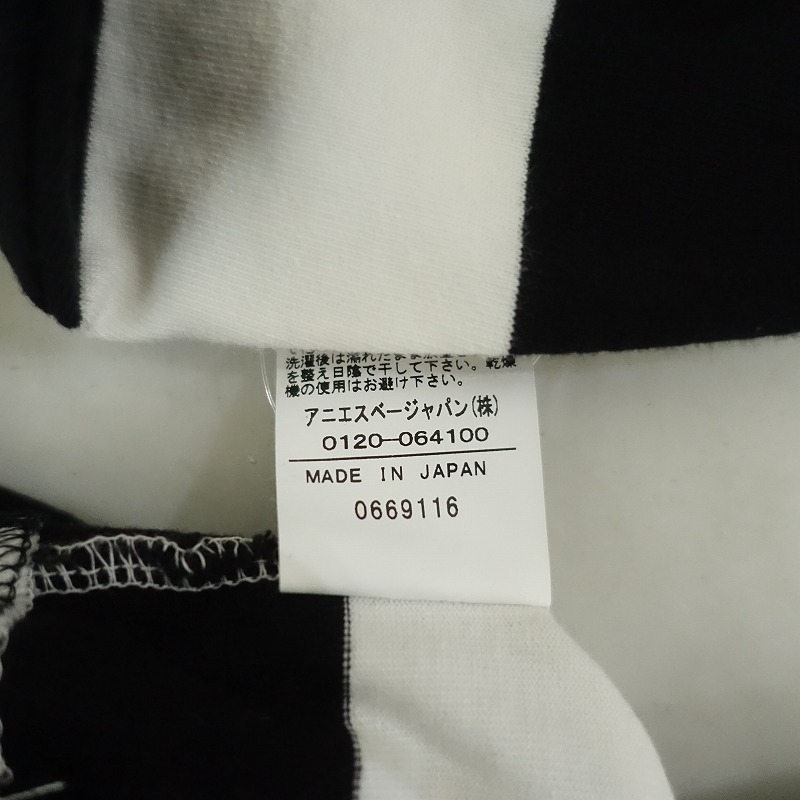 洗濯後は濡れたまま
を整え日陰で干して下さい。乾燥
機の使用はお避け下さい。
アニエスベージャパン(株)
0120-064100
MADE IN JAPAN
0669116